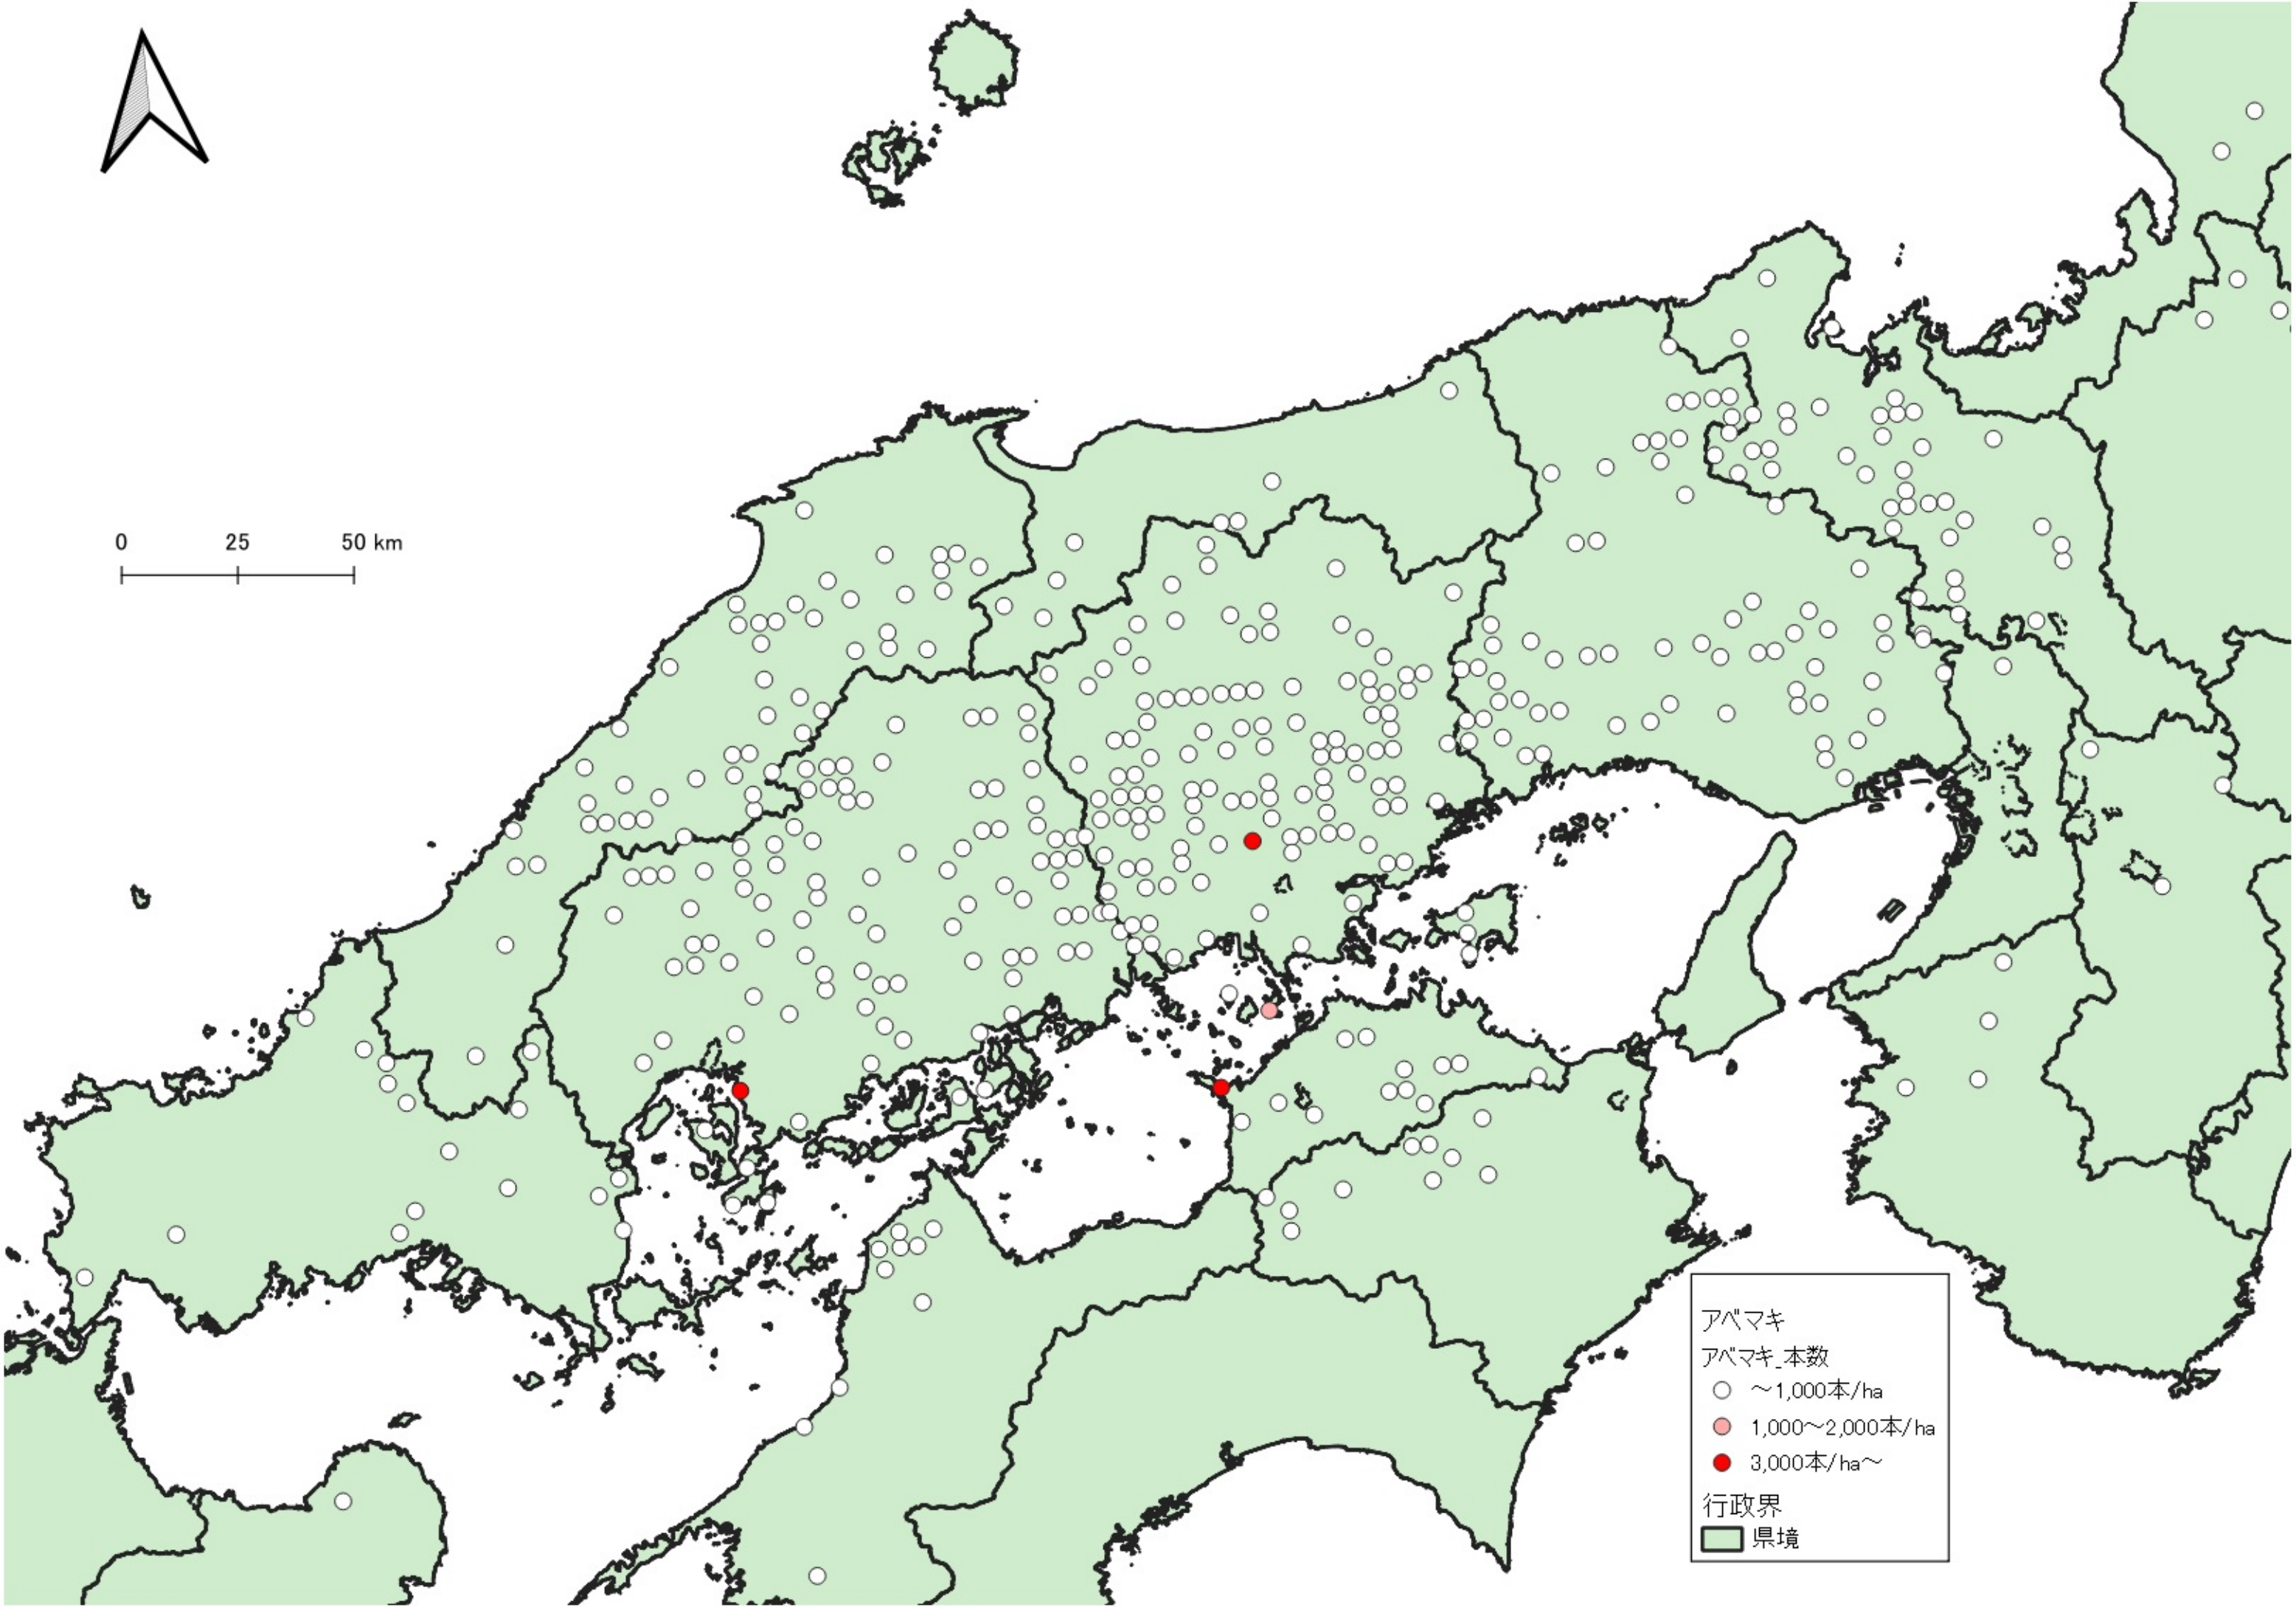 0 25 50 km
アベマキ
アベマキ_本数
～1,000本/ha
1,000～2,000本/ha
3,000本/ha～
行政界
県境